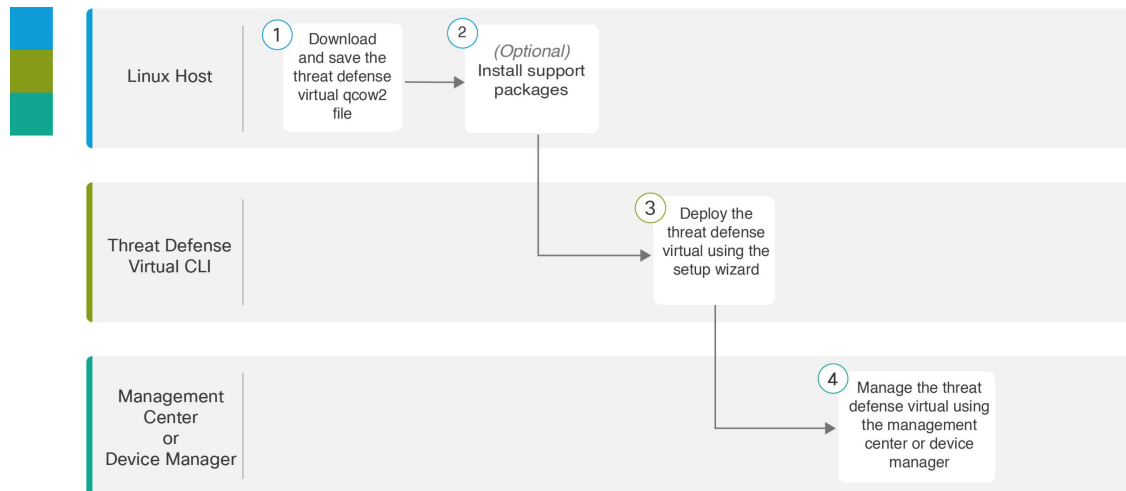 Linux Host
1
Download
and save the
threat defense
virtual qcow2
file
2
(Optional)
Install support
packages
Threat Defense
Virtual CLI
3
Deploy the
threat defense
virtual using the
setup wizard
Management
Center
or
Device Manager
4
Manage the threat
defense virtual using
the management
center or device
manager